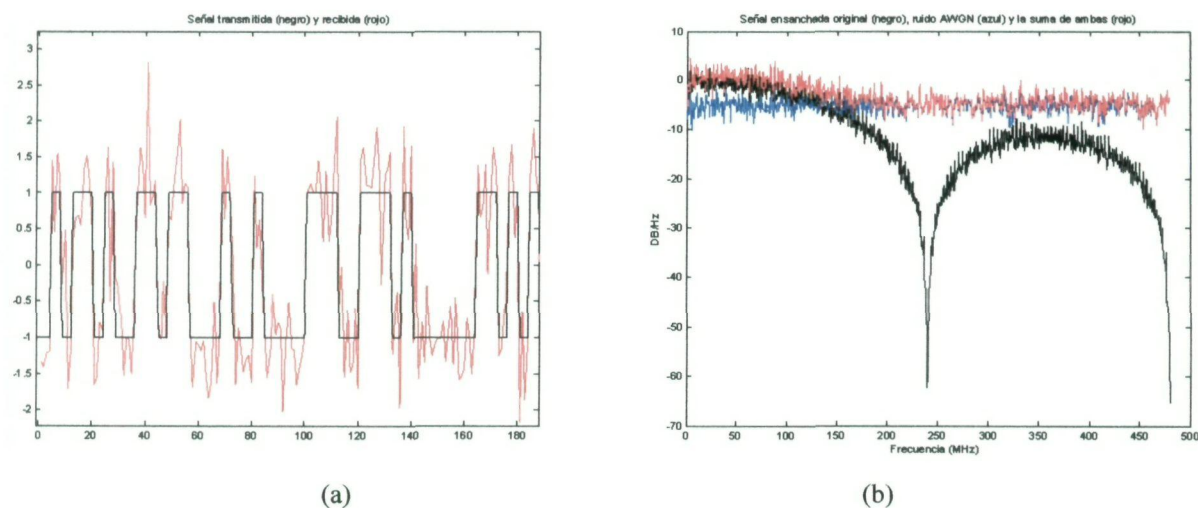 Señal transmitida (negro) y recibida (rojo)
3
2.5
2
1.5
1
0.5
0
-0.5
-1
-1.5
-2
0 20 40 60 80 100 120 140 160 180
(a)
Señal ensanchada original (negro), ruido AWGN (azul) y la suma de ambas (rojo)
10
0
-10
-20
-30
-40
-50
-60
-70
DB/Hz
0 50 100 150 200 250 300 350 400 450 500
Frecuencia (MHz)
(b)